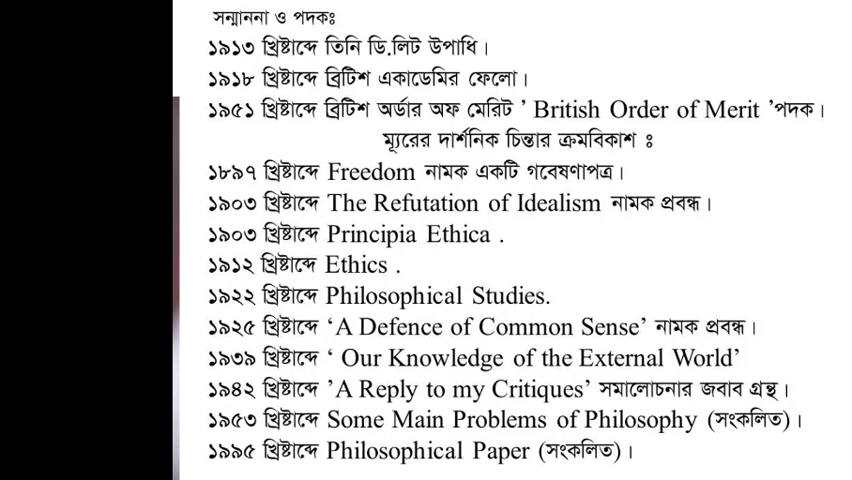 সন্মাননা ও পদকঃ
১৯১৩ খ্রিষ্টাব্দে তিনি ডি.লিট উপাধি।
১৯১৮ খ্রিষ্টাব্দে ব্রিটিশ একাডেমির ফেলো।
১৯৫১ খ্রিষ্টাব্দে ব্রিটিশ অর্ডার অফ মেরিট ’ British Order of Merit ’পদক।
ম্যূরের দার্শনিক চিন্তার ক্রমবিকাশ ঃ
১৮৯৭ খ্রিষ্টাব্দে Freedom নামক একটি গবেষণাপত্র।
১৯০৩ খ্রিষ্টাব্দে The Refutation of Idealism নামক প্রবন্ধ।
১৯০৩ খ্রিষ্টাব্দে Principia Ethica .
১৯১২ খ্রিষ্টাব্দে Ethics .
১৯২২ খ্রিষ্টাব্দে Philosophical Studies.
১৯২৫ খ্রিষ্টাব্দে ‘A Defence of Common Sense’ নামক প্রবন্ধ।
১৯৩৯ খ্রিষ্টাব্দে ‘ Our Knowledge of the External World’
১৯৪২ খ্রিষ্টাব্দে ’A Reply to my Critiques’ সমালোচনার জবাব গ্রন্থ।
১৯৫৩ খ্রিষ্টাব্দে Some Main Problems of Philosophy (সংকলিত)।
১৯৯৫ খ্রিষ্টাব্দে Philosophical Paper (সংকলিত)।